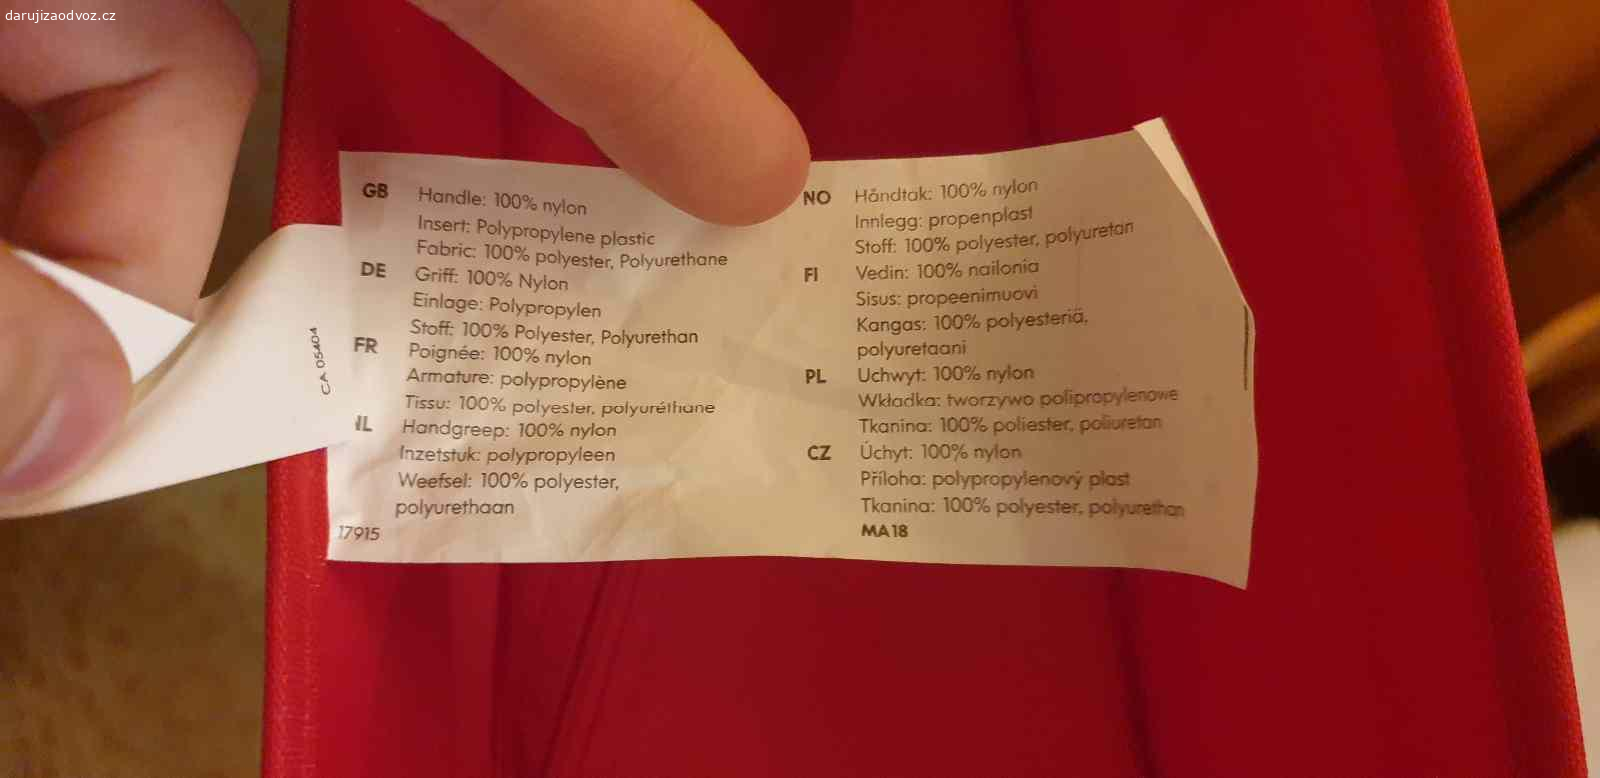 darujizaodvoz.cz
GB Handle: 100% nylon
Insert: Polypropylene plastic
Fabric: 100% polyester, Polyurethane
DE Griff: 100% Nylon
Einlage: Polypropylen
Stoff: 100% Polyester, Polyurethan
FR Poignée: 100% nylon
Armature: polypropylène
Tissu: 100% polyester, polyuréthane
NL Handgreep: 100% nylon
Inzetstuk: polypropyleen
Weefsel: 100% polyester,
polyurethaan
17915
CA 05404
NO Håndtak: 100% nylon
Innlegg: propenplast
Stoff: 100% polyester, polyuretan
FI Vedin: 100% nailonia
Sisus: propeenimuovi
Kangas: 100% polyesteriä,
polyuretaani
PL Uchwyt: 100% nylon
Wkładka: tworzywo polipropylenowe
Tkanina: 100% poliester, poliuretan
CZ Úchyt: 100% nylon
Příloha: polypropylenový plast
Tkanina: 100% polyester, polyurethan
MA18